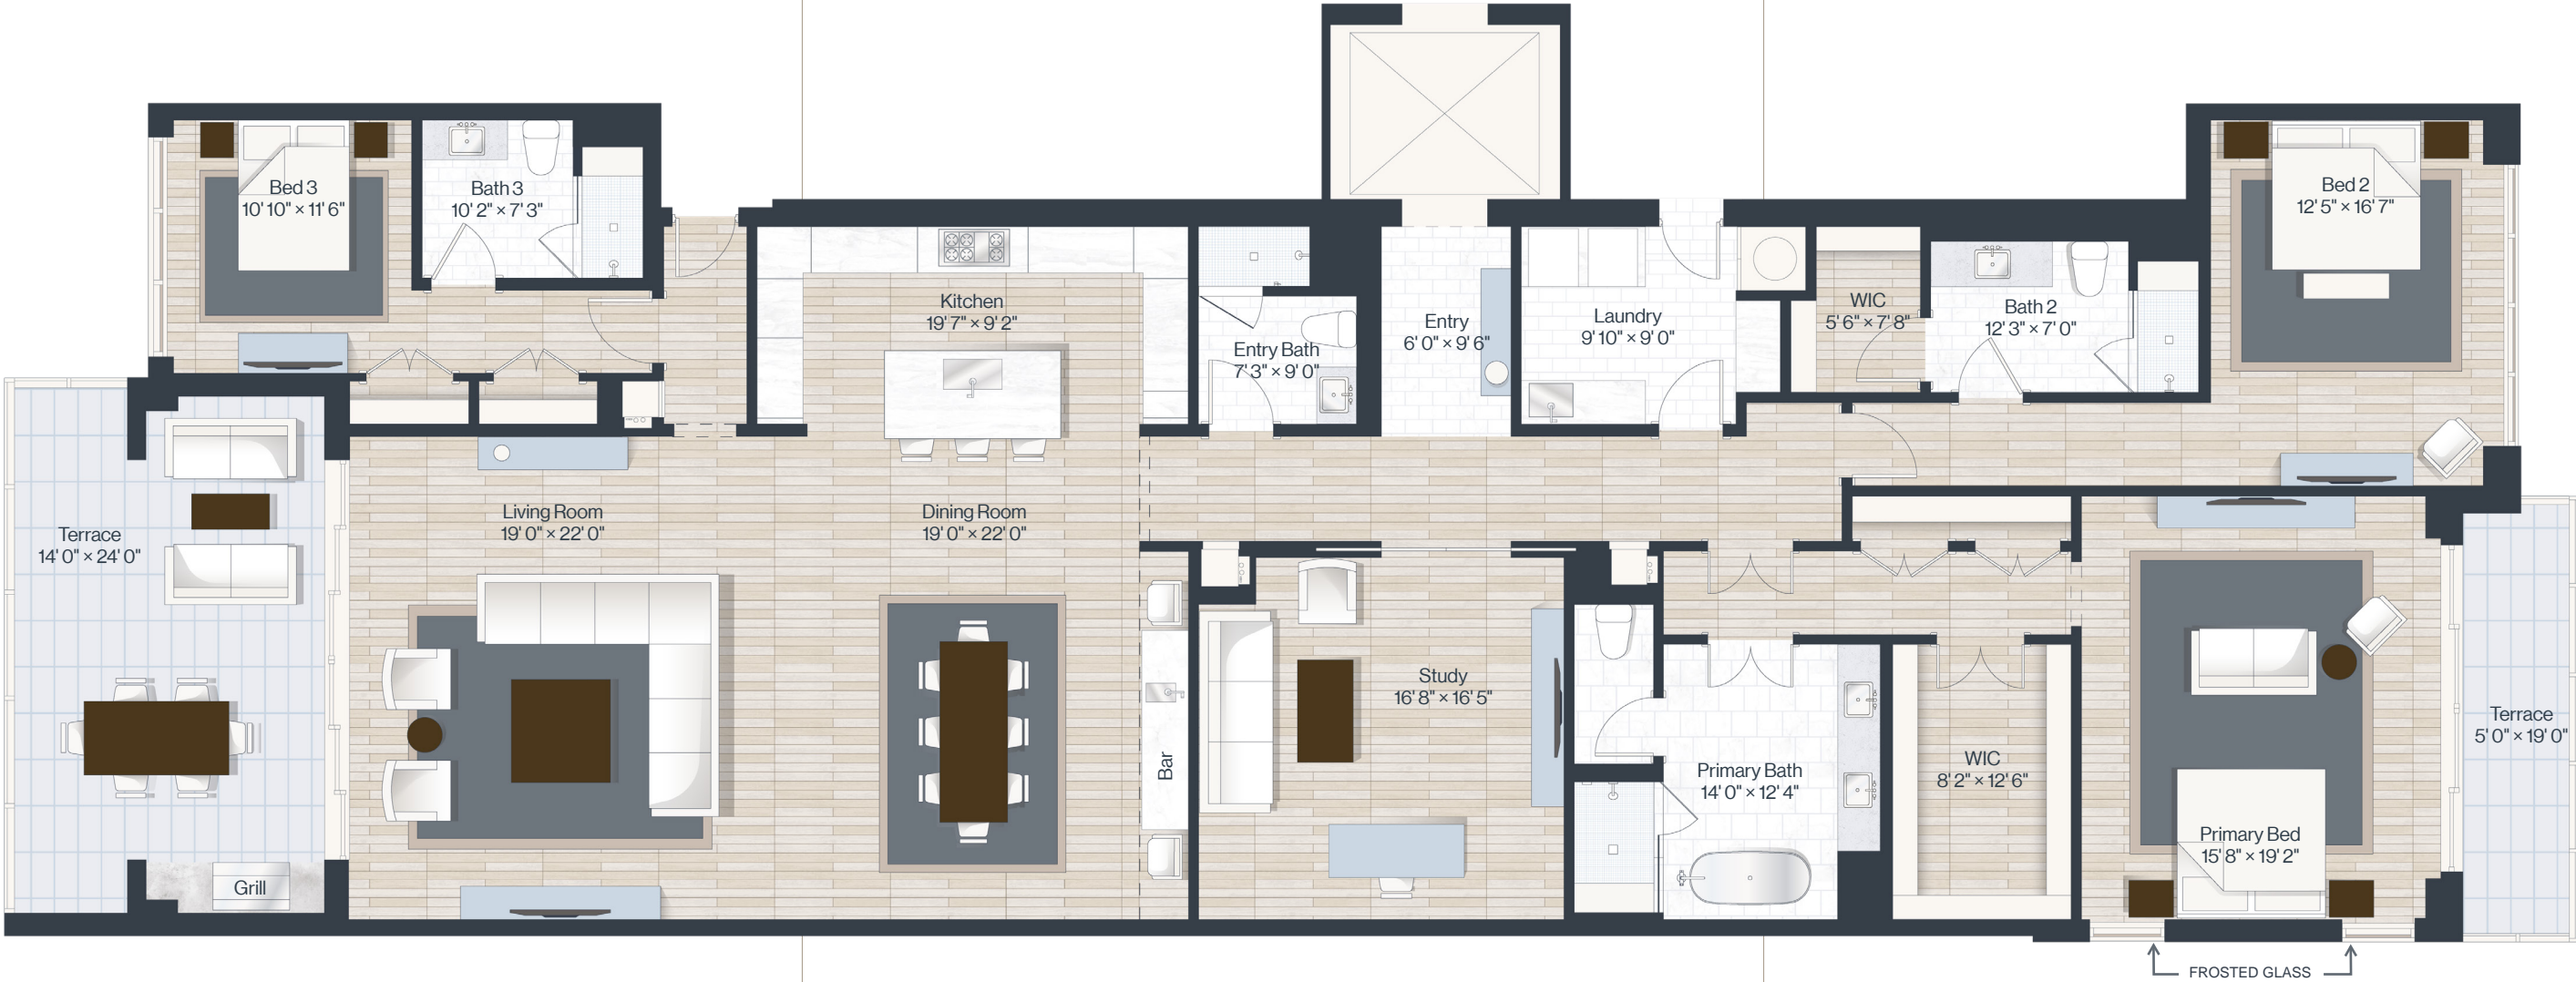 Bed 3
10' 10" × 11' 6"
Bath 3
10' 2" × 7' 3"
Bed 2
12' 5" × 16' 7"
Kitchen
19' 7" × 9' 2"
Entry Bath
7' 3" × 9' 0"
Entry
6' 0" × 9' 6"
Laundry
9' 10" × 9' 0"
WIC
5' 6" × 7' 8"
Bath 2
12' 3" × 7' 0"
Terrace
14' 0" × 24' 0"
Living Room
19' 0" × 22' 0"
Dining Room
19' 0" × 22' 0"
Bar
Study
16' 8" × 16' 5"
Primary Bath
14' 0" × 12' 4"
WIC
8' 2" × 12' 6"
Primary Bed
15' 8" × 19' 2"
Terrace
5' 0" × 19' 0"
Grill
FROSTED GLASS